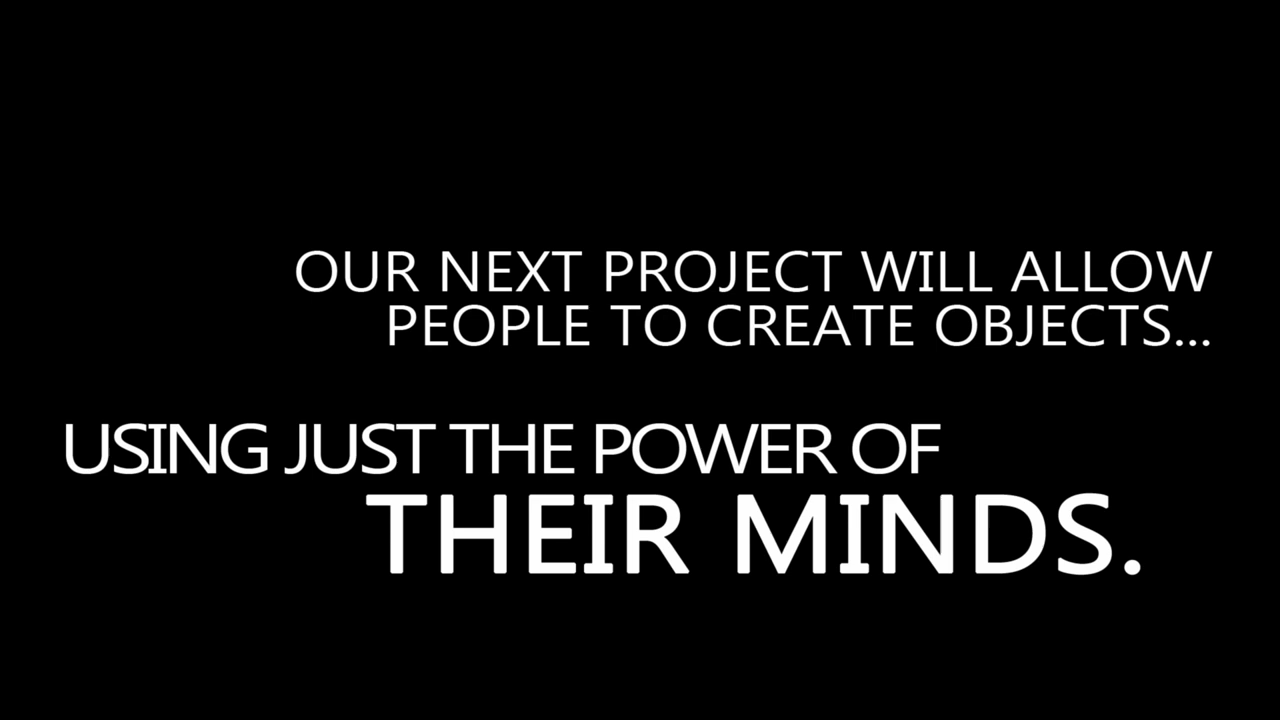 OUR NEXT PROJECT WILL ALLOW
PEOPLE TO CREATE OBJECTS...
USING JUST THE POWER OF
THEIR MINDS.